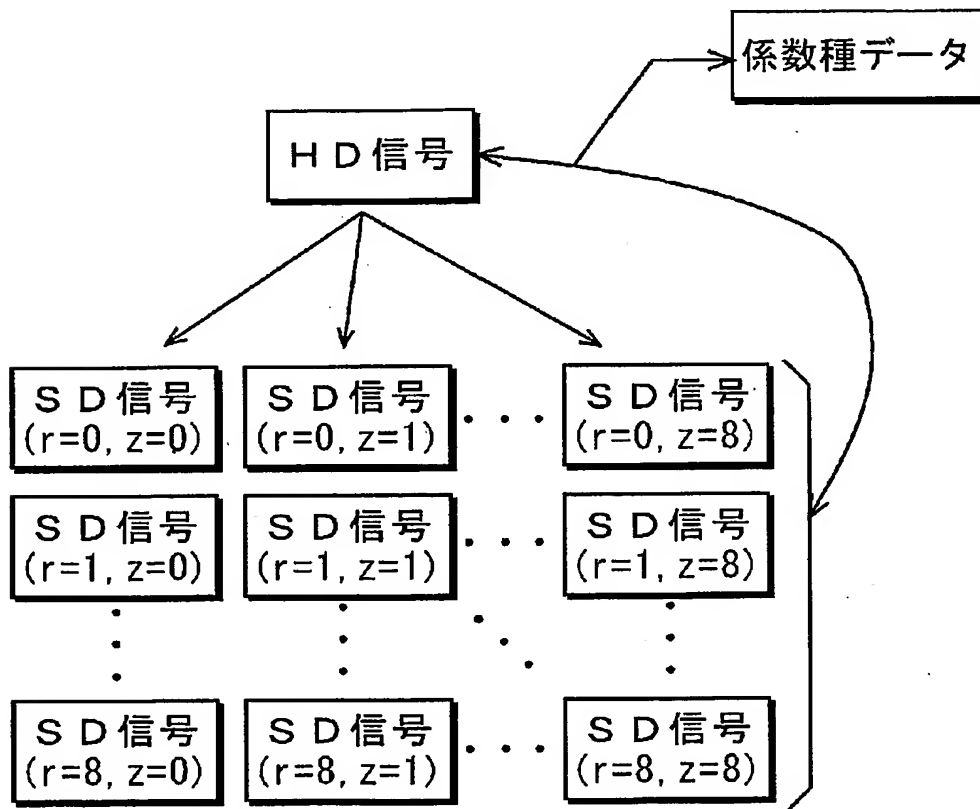 係数種データ
ＨＤ信号
ＳＤ信号
(r=0, z=0)
ＳＤ信号
(r=0, z=1)
ＳＤ信号
(r=0, z=8)
ＳＤ信号
(r=1, z=0)
ＳＤ信号
(r=1, z=1)
ＳＤ信号
(r=1, z=8)
ＳＤ信号
(r=8, z=0)
ＳＤ信号
(r=8, z=1)
ＳＤ信号
(r=8, z=8)